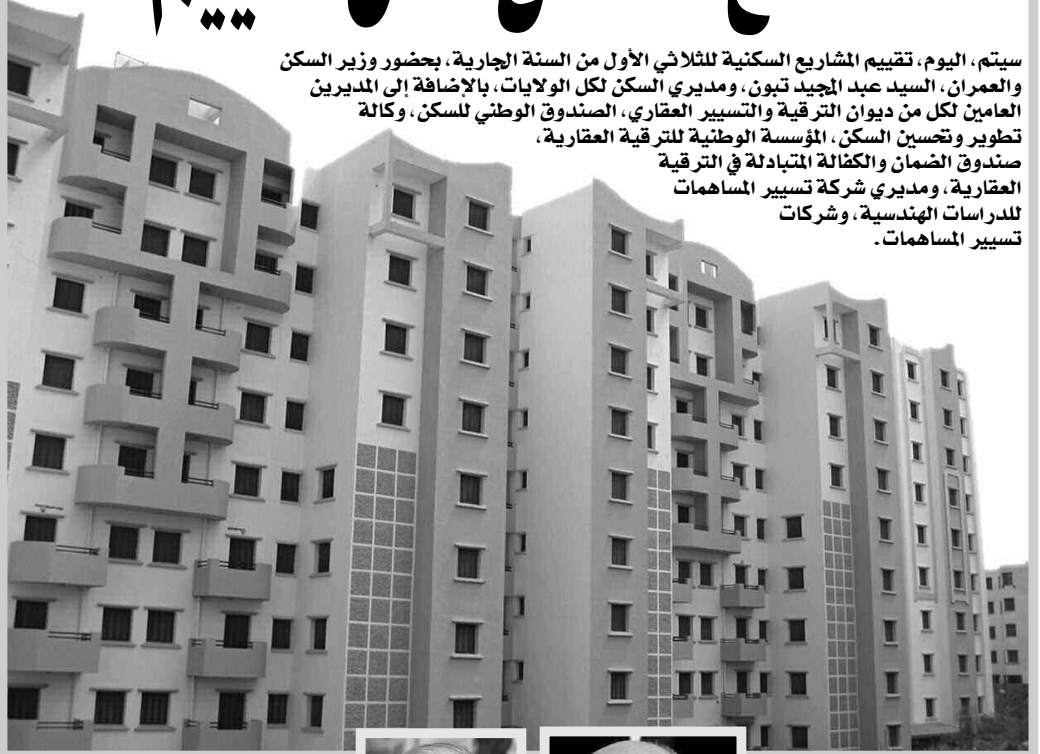 سيتم، اليوم، تقييم المشاريع السكنية للثلاثي الأول من السنة الجارية، بحضور وزير السكن
والعمران، السيد عبد المجيد تبون، ومديري السكن لكل الولايات، بالإضافة إلى المديرين
العامين لكل من ديوان الترقية والتسيير العقاري، الصندوق الوطني للسكن، وكالة
تطوير وتحسين السكن، المؤسسة الوطنية للترقية العقارية،
صندوق الضمان والكفالة المتبادلة في الترقية
العقارية، ومديري شركة تسيير المساهمات
للدراسات الهندسية، وشركات
تسيير المساهمات.